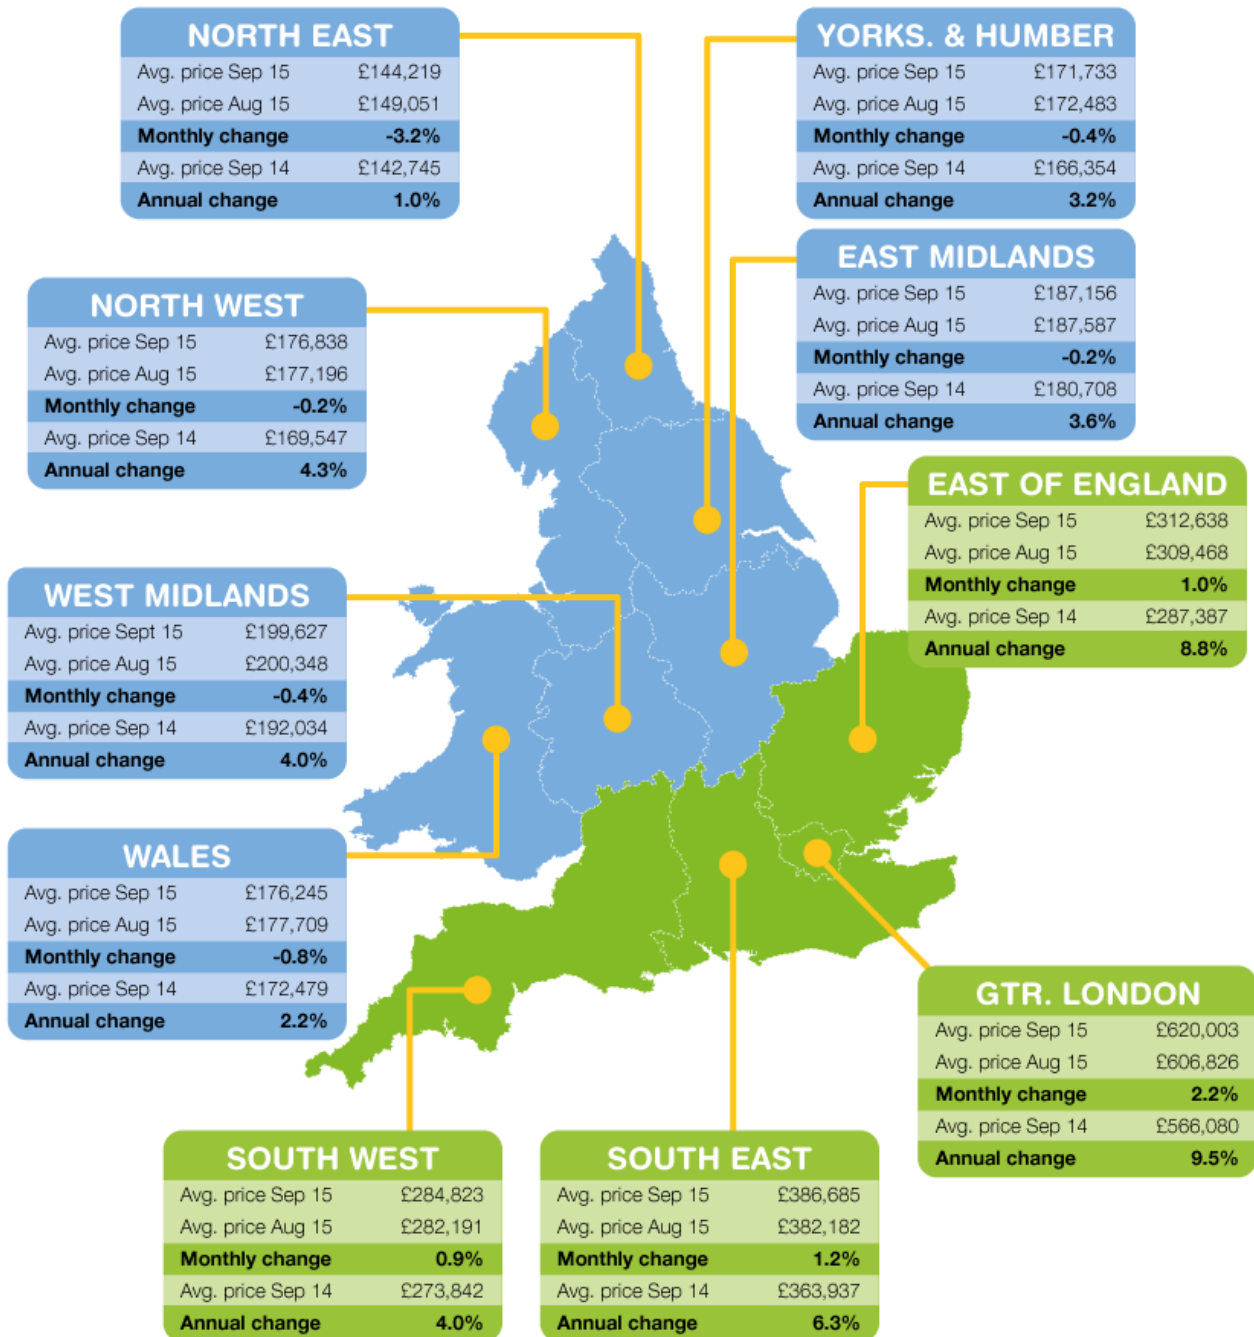 NORTH EAST
Avg. price Sep 15 £144,219
Avg. price Aug 15 £149,051
Monthly change -3.2%
Avg. price Sep 14 £142,745
Annual change 1.0%
YORKS. & HUMBER
Avg. price Sep 15 £171,733
Avg. price Aug 15 £172,483
Monthly change -0.4%
Avg. price Sep 14 £166,354
Annual change 3.2%
EAST MIDLANDS
Avg. price Sep 15 £187,156
Avg. price Aug 15 £187,587
Monthly change -0.2%
Avg. price Sep 14 £180,708
Annual change 3.6%
NORTH WEST
Avg. price Sep 15 £176,838
Avg. price Aug 15 £177,196
Monthly change -0.2%
Avg. price Sep 14 £169,547
Annual change 4.3%
EAST OF ENGLAND
Avg. price Sep 15 £312,638
Avg. price Aug 15 £309,468
Monthly change 1.0%
Avg. price Sep 14 £287,387
Annual change 8.8%
WEST MIDLANDS
Avg. price Sept 15 £199,627
Avg. price Aug 15 £200,348
Monthly change -0.4%
Avg. price Sep 14 £192,034
Annual change 4.0%
WALES
Avg. price Sep 15 £176,245
Avg. price Aug 15 £177,709
Monthly change -0.8%
Avg. price Sep 14 £172,479
Annual change 2.2%
GTR. LONDON
Avg. price Sep 15 £620,003
Avg. price Aug 15 £606,826
Monthly change 2.2%
Avg. price Sep 14 £566,080
Annual change 9.5%
SOUTH WEST
Avg. price Sep 15 £284,823
Avg. price Aug 15 £282,191
Monthly change 0.9%
Avg. price Sep 14 £273,842
Annual change 4.0%
SOUTH EAST
Avg. price Sep 15 £386,685
Avg. price Aug 15 £382,182
Monthly change 1.2%
Avg. price Sep 14 £363,937
Annual change 6.3%